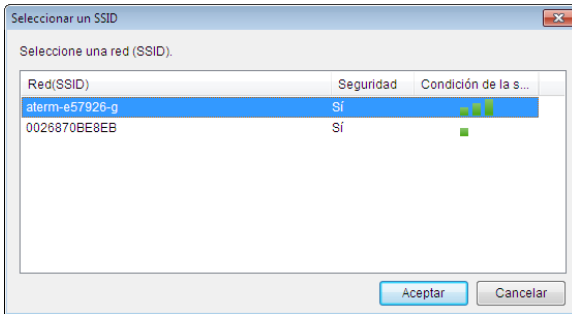 Seleccionar un SSID
Seleccione una red (SSID).
Red(SSID) Seguridad Condición de la s...
aterm-e57926-g Sí
0026870BE8EB Sí
Aceptar Cancelar